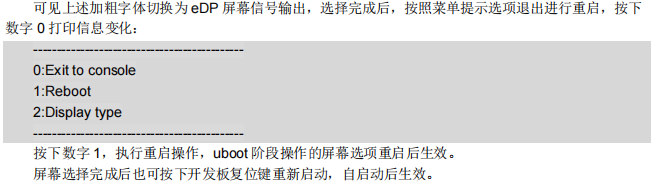 可见上述加粗字体切换为 eDP 屏幕信号输出，选择完成后，按照菜单提示选项退出进行重启，按下
数字 0 打印信息变化：
---------------------------------------------
0:Exit to console
1:Reboot
2:Display type
---------------------------------------------
按下数字 1，执行重启操作，uboot 阶段操作的屏幕选项重启后生效。
屏幕选择完成后也可按下开发板复位键重新启动，自启动后生效。